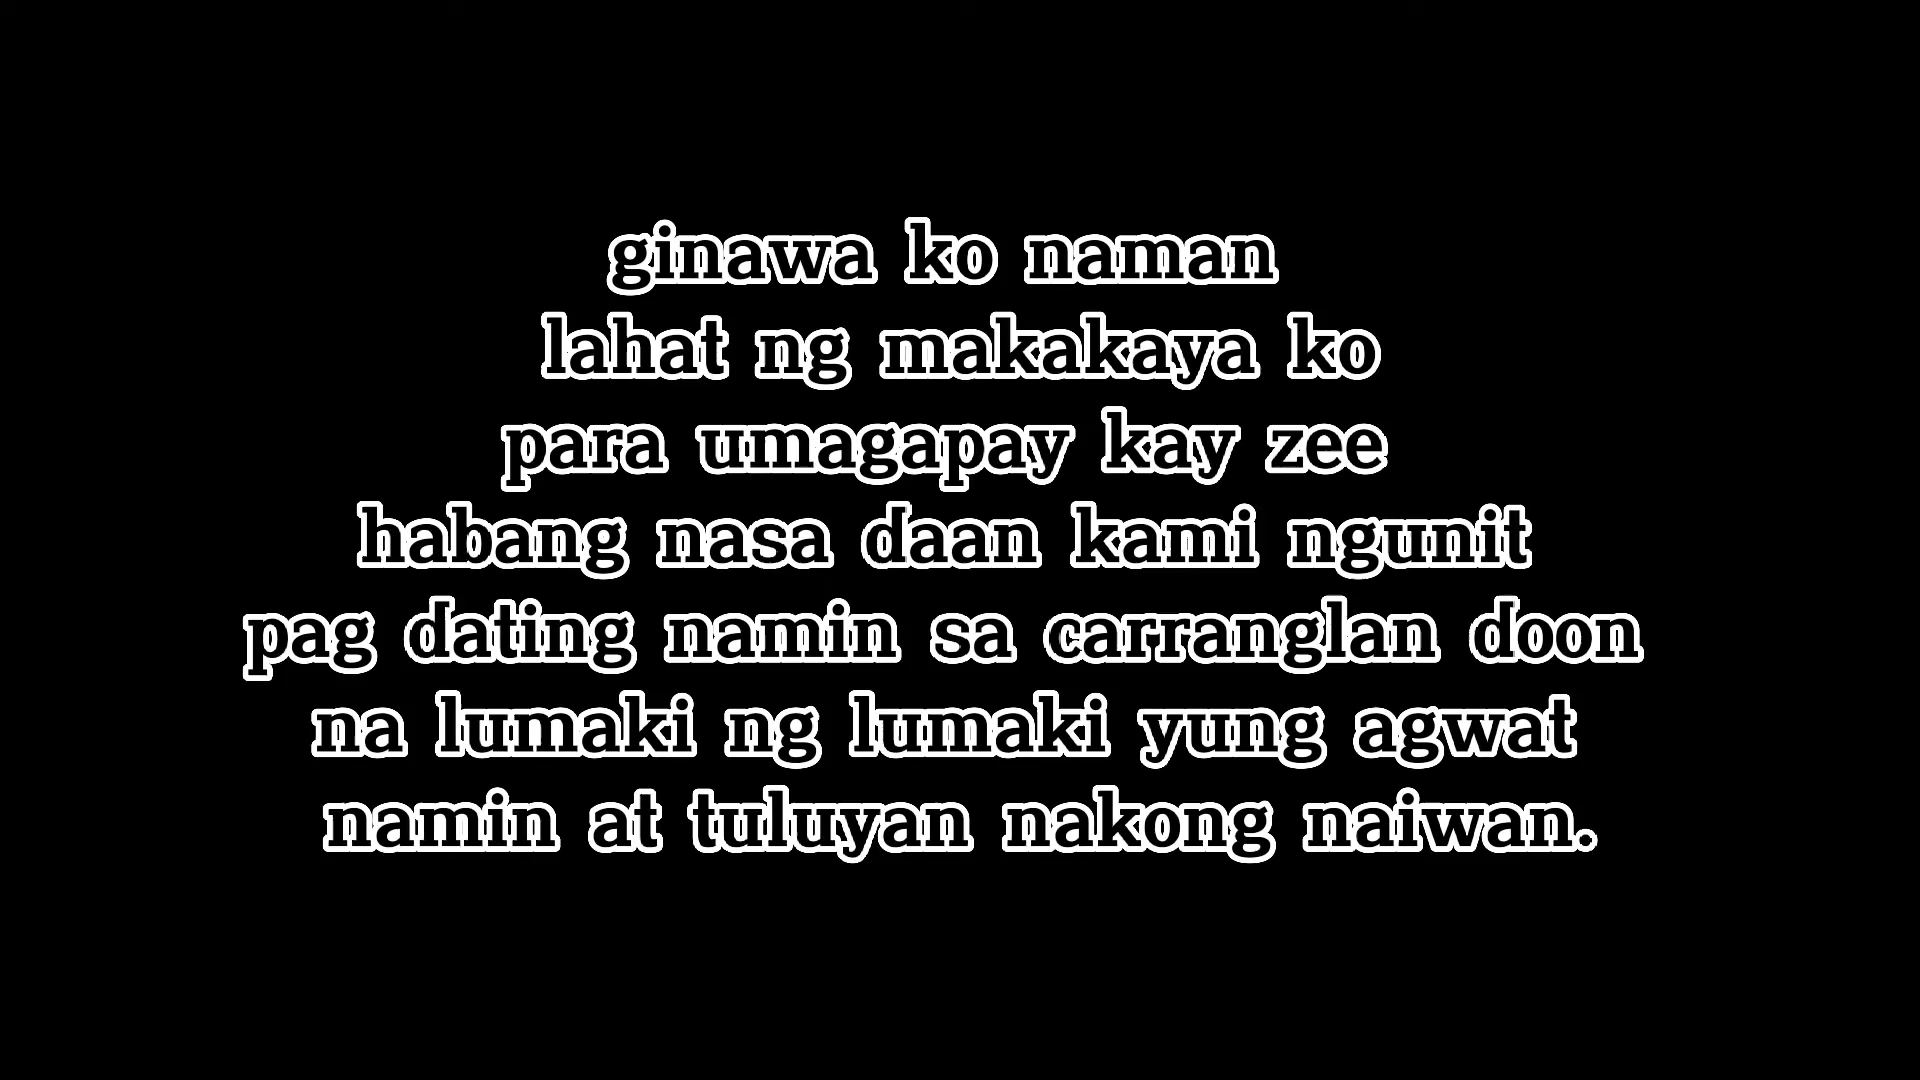 ginawa ko naman
lahat ng makakaya ko
para umagapay kay zee
habang nasa daan kami ngunit
pag dating namin sa carranglan doon
na lumaki ng lumaki yung agwat
namin at tuluyan nakong naiwan.